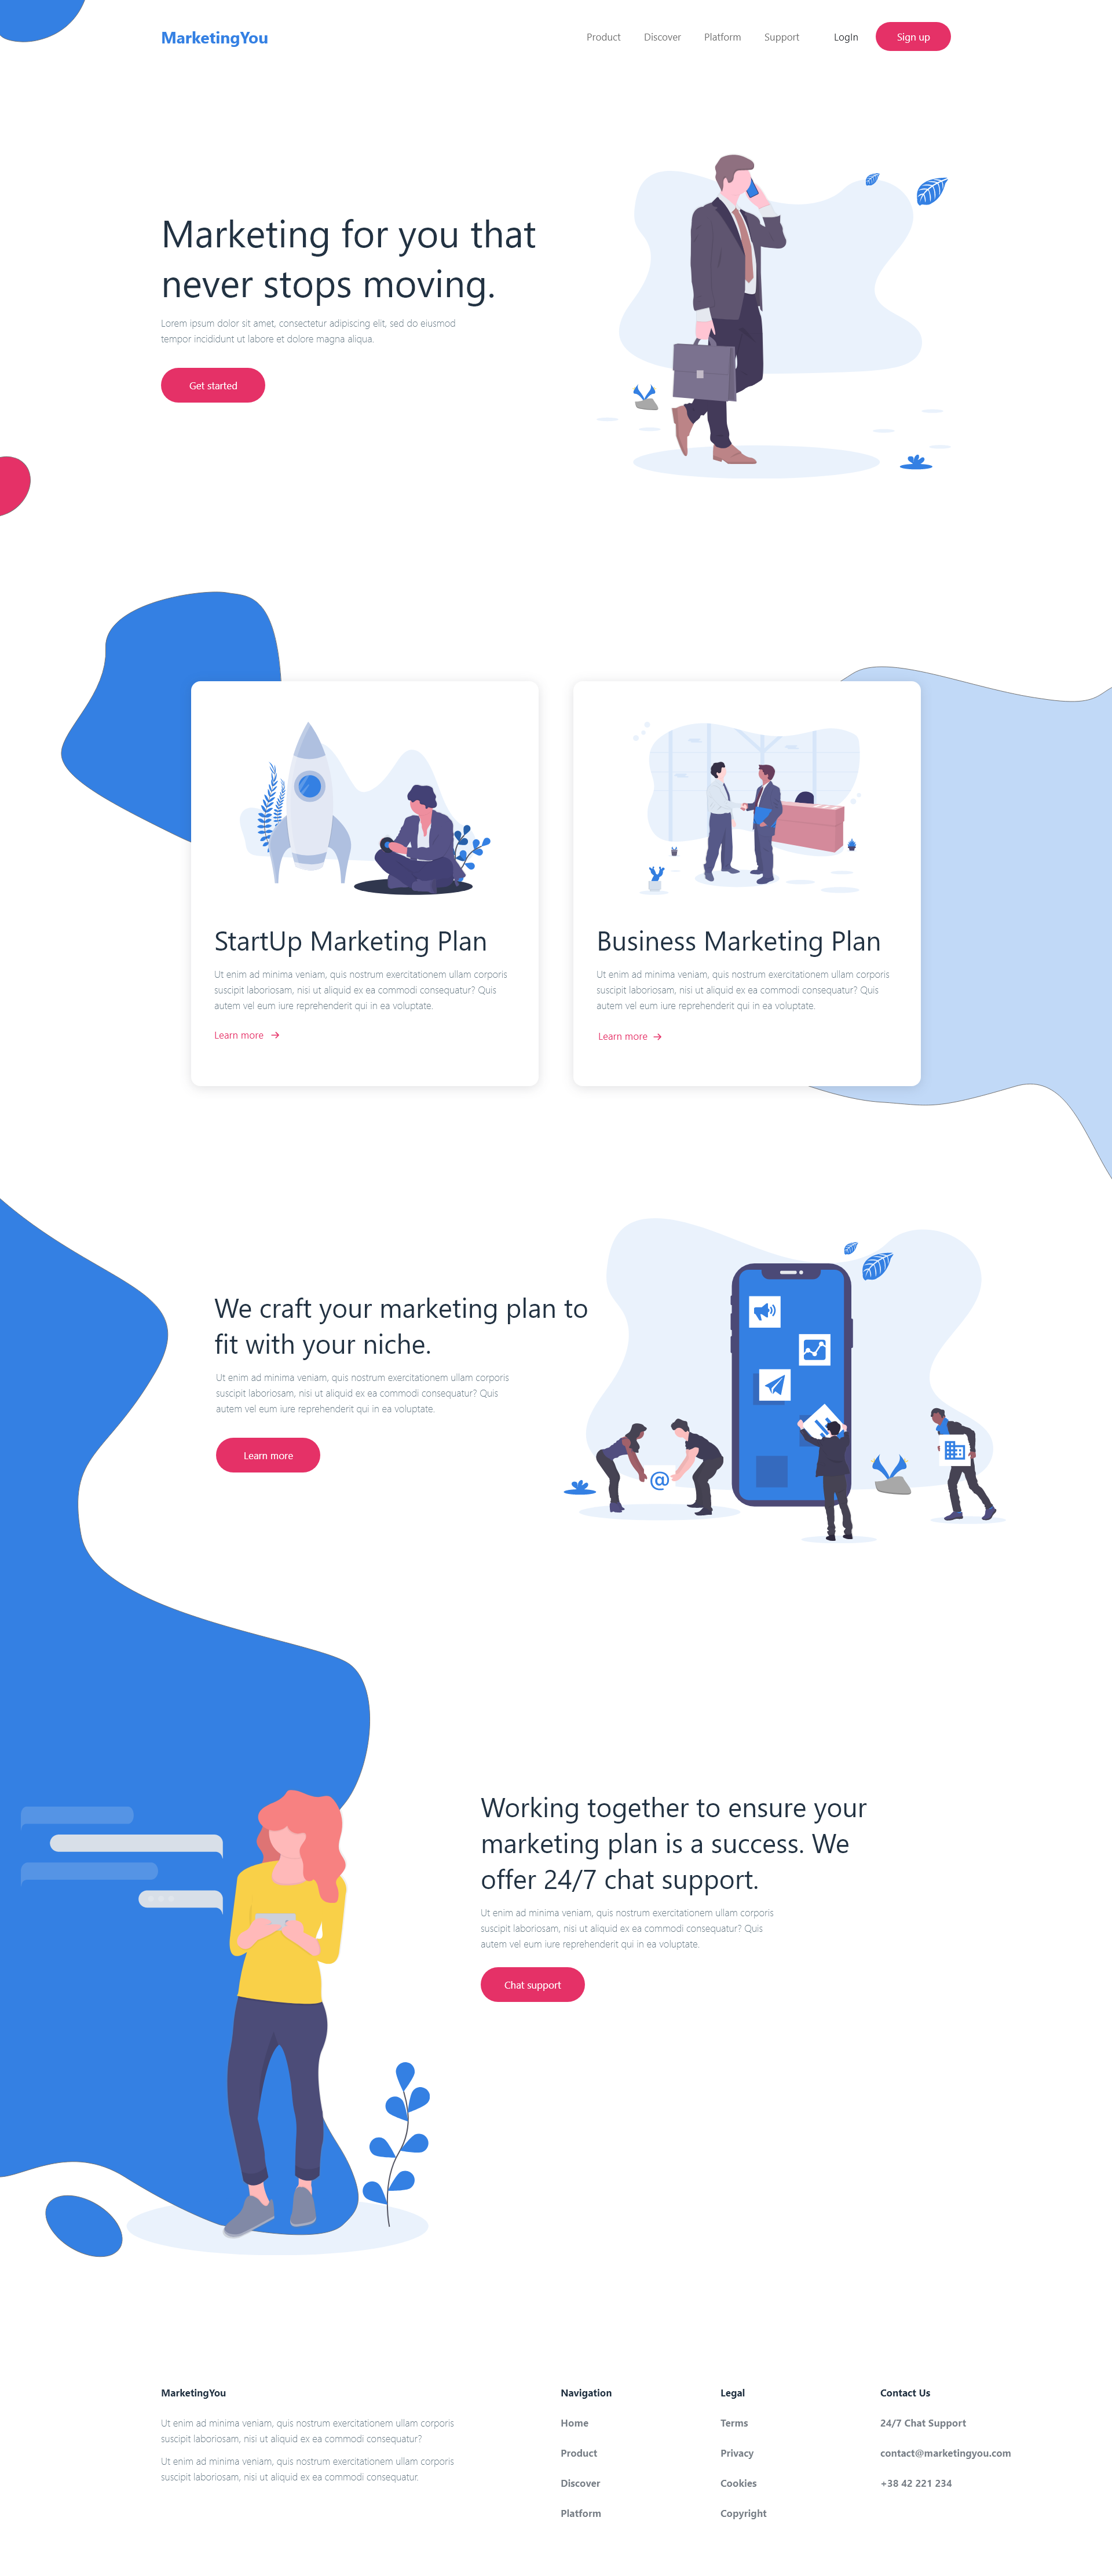 MarketingYou
Product Discover Platform Support LogIn Sign up
Marketing for you that
never stops moving.
Lorem ipsum dolor sit amet, consectetur adipiscing elit, sed do eiusmod
tempor incididunt ut labore et dolore magna aliqua.
Get started
StartUp Marketing Plan
Ut enim ad minima veniam, quis nostrum exercitationem ullam corporis
suscipit laboriosam, nisi ut aliquid ex ea commodi consequatur? Quis
autem vel eum iure reprehenderit qui in ea voluptate.
Learn more
Business Marketing Plan
Ut enim ad minima veniam, quis nostrum exercitationem ullam corporis
suscipit laboriosam, nisi ut aliquid ex ea commodi consequatur? Quis
autem vel eum iure reprehenderit qui in ea voluptate.
Learn more
We craft your marketing plan to
fit with your niche.
Ut enim ad minima veniam, quis nostrum exercitationem ullam corporis
suscipit laboriosam, nisi ut aliquid ex ea commodi consequatur? Quis
autem vel eum iure reprehenderit qui in ea voluptate.
Learn more
@
Working together to ensure your
marketing plan is a success. We
offer 24/7 chat support.
Ut enim ad minima veniam, quis nostrum exercitationem ullam corporis
suscipit laboriosam, nisi ut aliquid ex ea commodi consequatur? Quis
autem vel eum iure reprehenderit qui in ea voluptate.
Chat support
MarketingYou
Ut enim ad minima veniam, quis nostrum exercitationem ullam corporis
suscipit laboriosam, nisi ut aliquid ex ea commodi consequatur?
Ut enim ad minima veniam, quis nostrum exercitationem ullam corporis
suscipit laboriosam, nisi ut aliquid ex ea commodi consequatur.
Navigation
Home
Product
Discover
Platform
Legal
Terms
Privacy
Cookies
Copyright
Contact Us
24/7 Chat Support
contact@marketingyou.com
+38 42 221 234